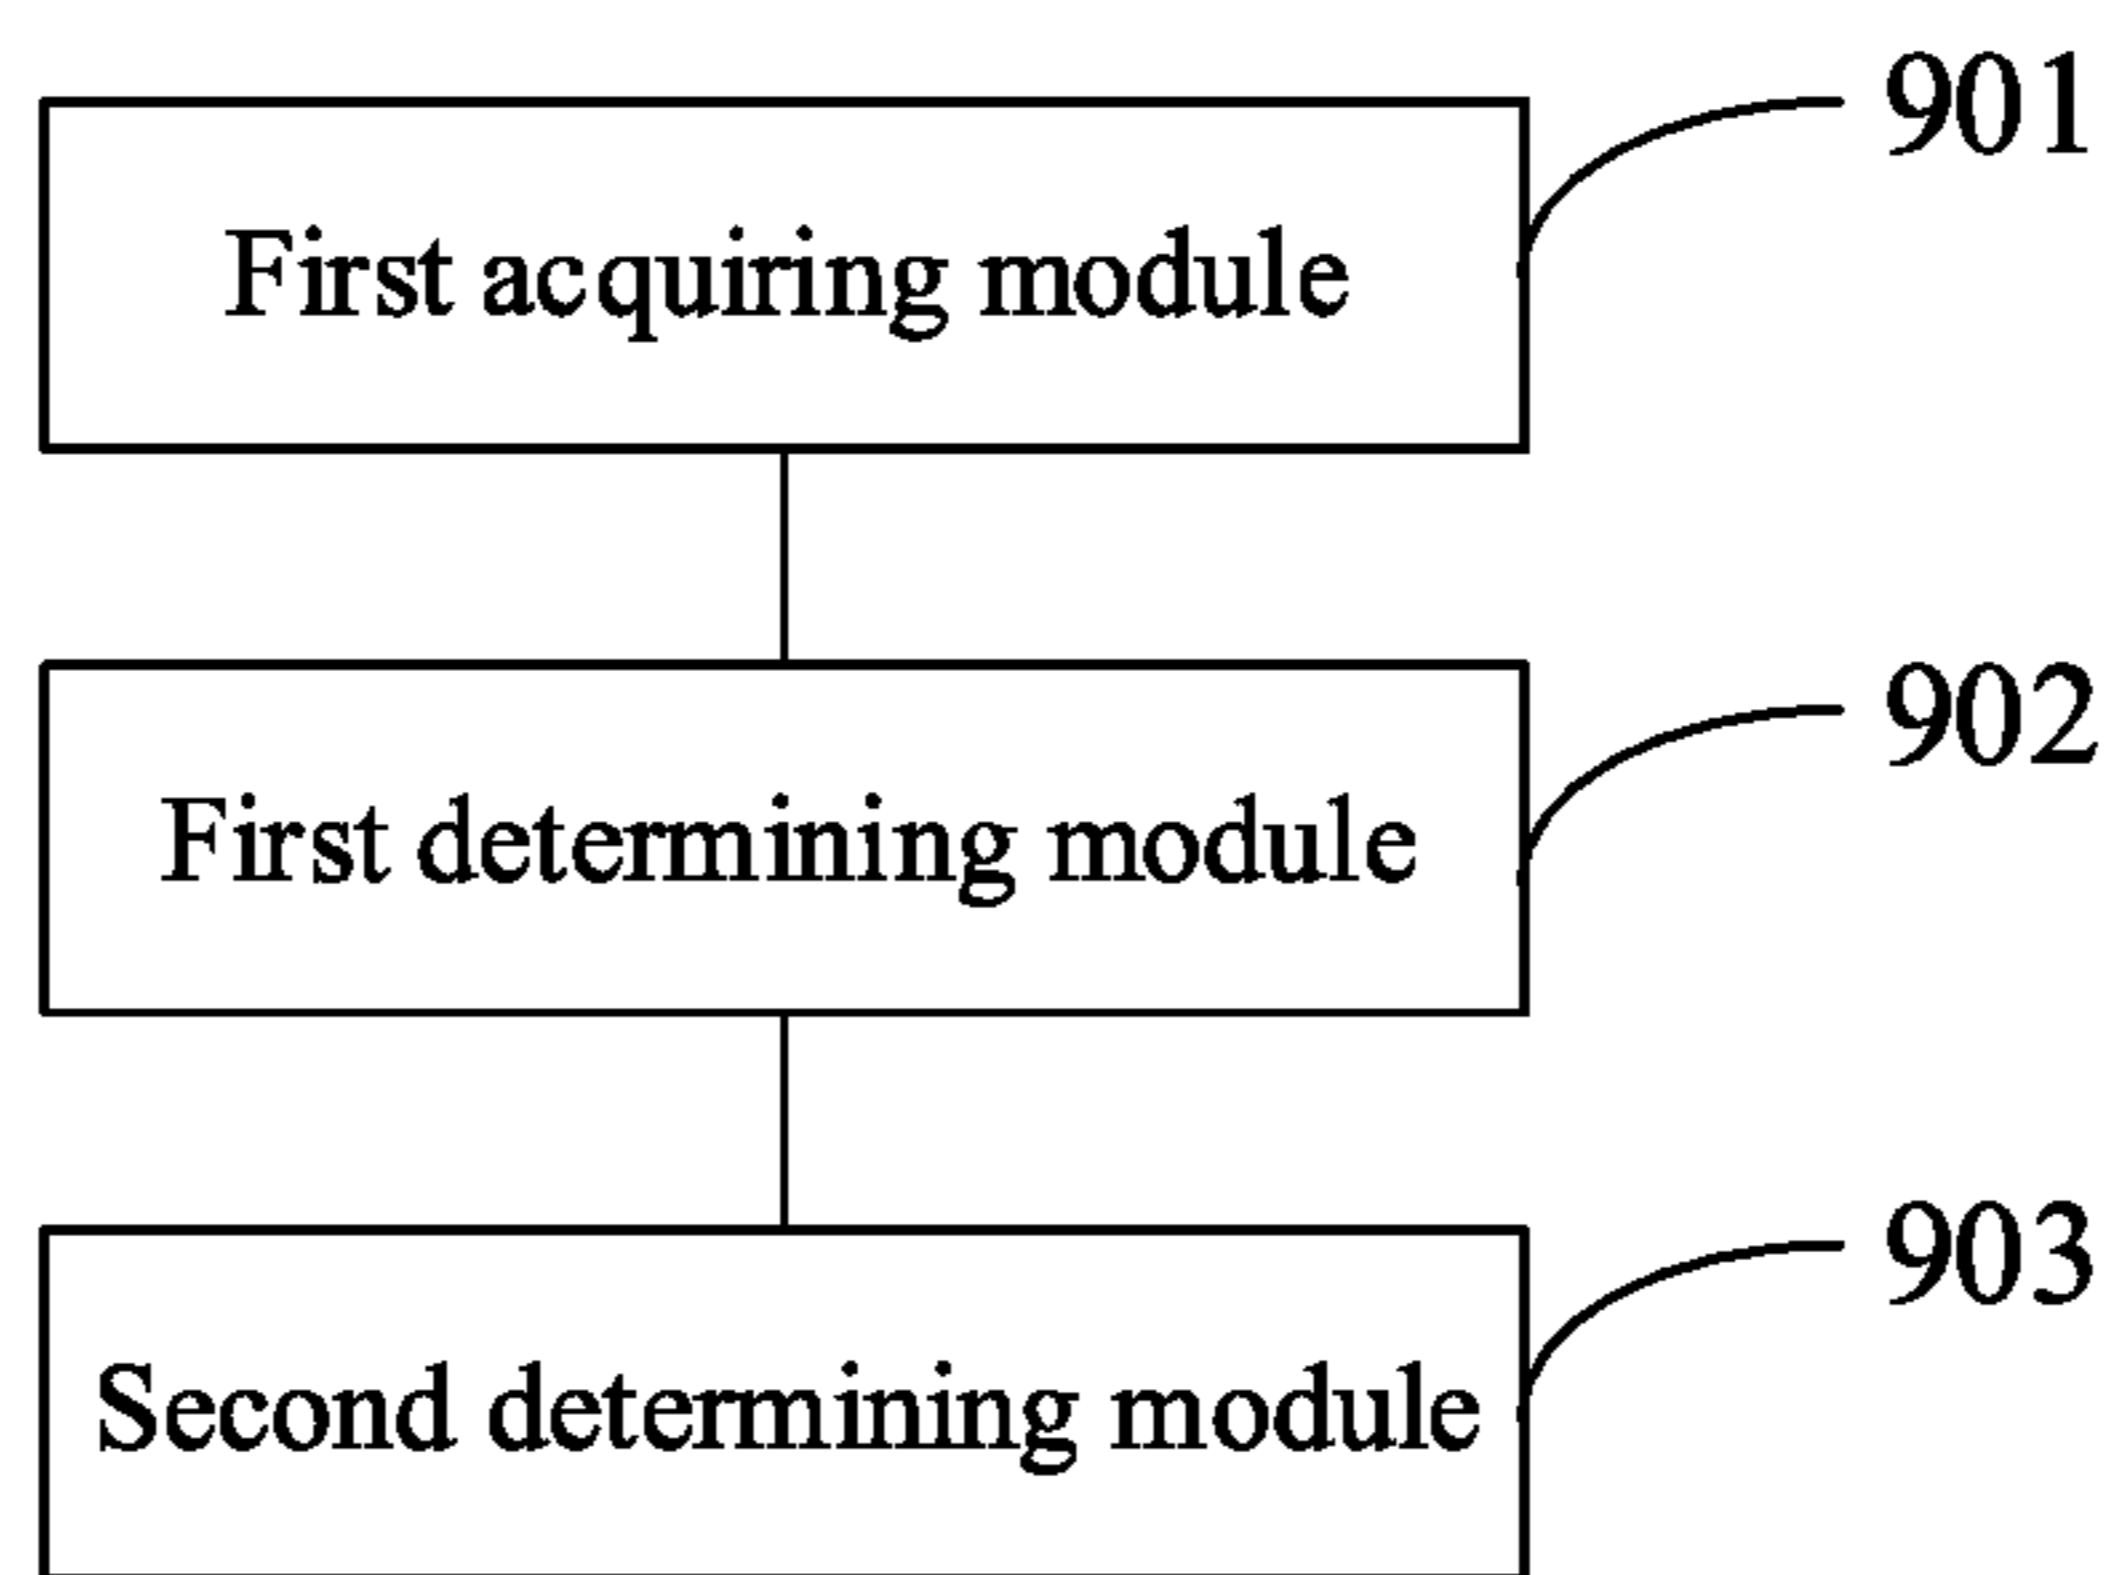 901
First acquiring module
902
First determining module
903
Second determining module